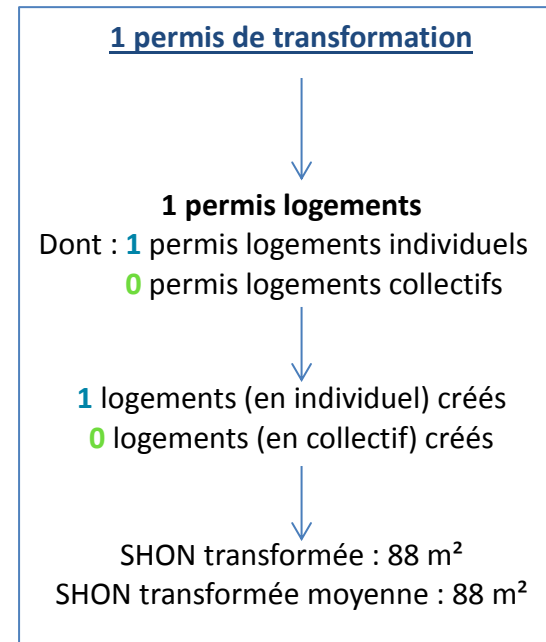 1 permis de transformation
1 permis logements
Dont : 1 permis logements individuels
0 permis logements collectifs
1 logements (en individuel) créés
0 logements (en collectif) créés
SHON transformée : 88 m²
SHON transformée moyenne : 88 m²